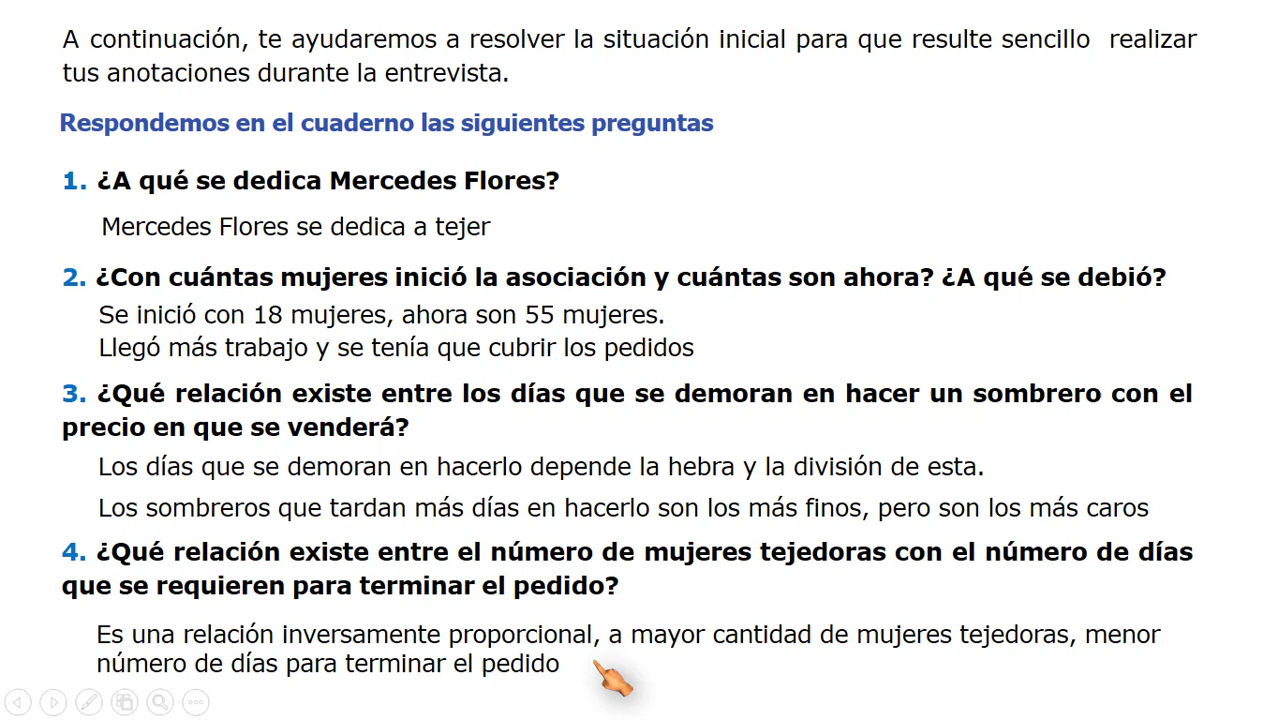 A continuación, te ayudaremos a resolver la situación inicial para que resulte sencillo realizar
tus anotaciones durante la entrevista.
Respondemos en el cuaderno las siguientes preguntas
1. ¿A qué se dedica Mercedes Flores?
Mercedes Flores se dedica a tejer
2. ¿Con cuántas mujeres inició la asociación y cuántas son ahora? ¿A qué se debió?
Se inició con 18 mujeres, ahora son 55 mujeres.
Llegó más trabajo y se tenía que cubrir los pedidos
3. ¿Qué relación existe entre los días que se demoran en hacer un sombrero con el
precio en que se venderá?
Los días que se demoran en hacerlo depende la hebra y la división de esta.
Los sombreros que tardan más días en hacerlo son los más finos, pero son los más caros
4. ¿Qué relación existe entre el número de mujeres tejedoras con el número de días
que se requieren para terminar el pedido?
Es una relación inversamente proporcional, a mayor cantidad de mujeres tejedoras, menor
número de días para terminar el pedido